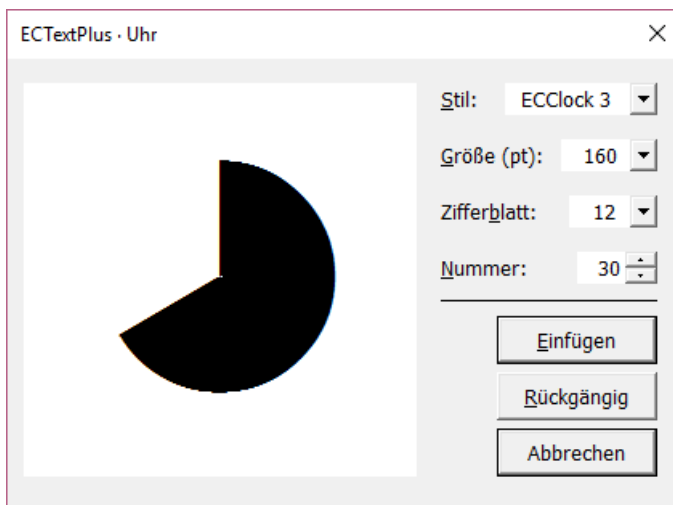 ECTextPlus · Uhr
Stil: ECClock 3
Größe (pt): 160
Zifferblatt: 12
Nummer: 30
Einfügen
Rückgängig
Abbrechen